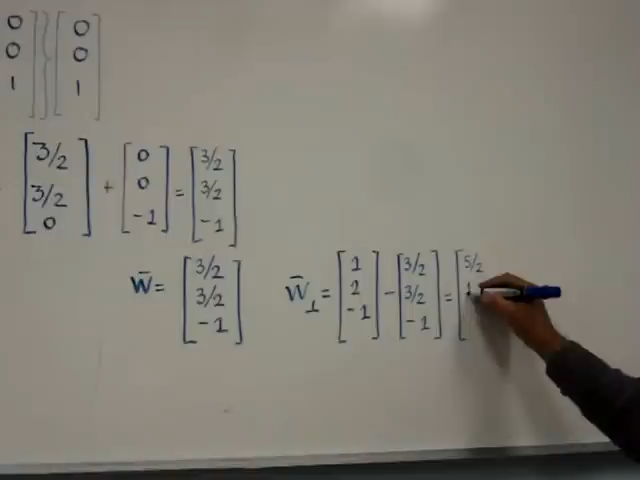 0 0
0 0
1 1
3/2 0 3/2
3/2 + 0 = 3/2
0 -1 -1
3/2 1 3/2 5/2
W̄ = 3/2 W̄⊥ = 2 - 3/2 = 1
-1 -1 -1